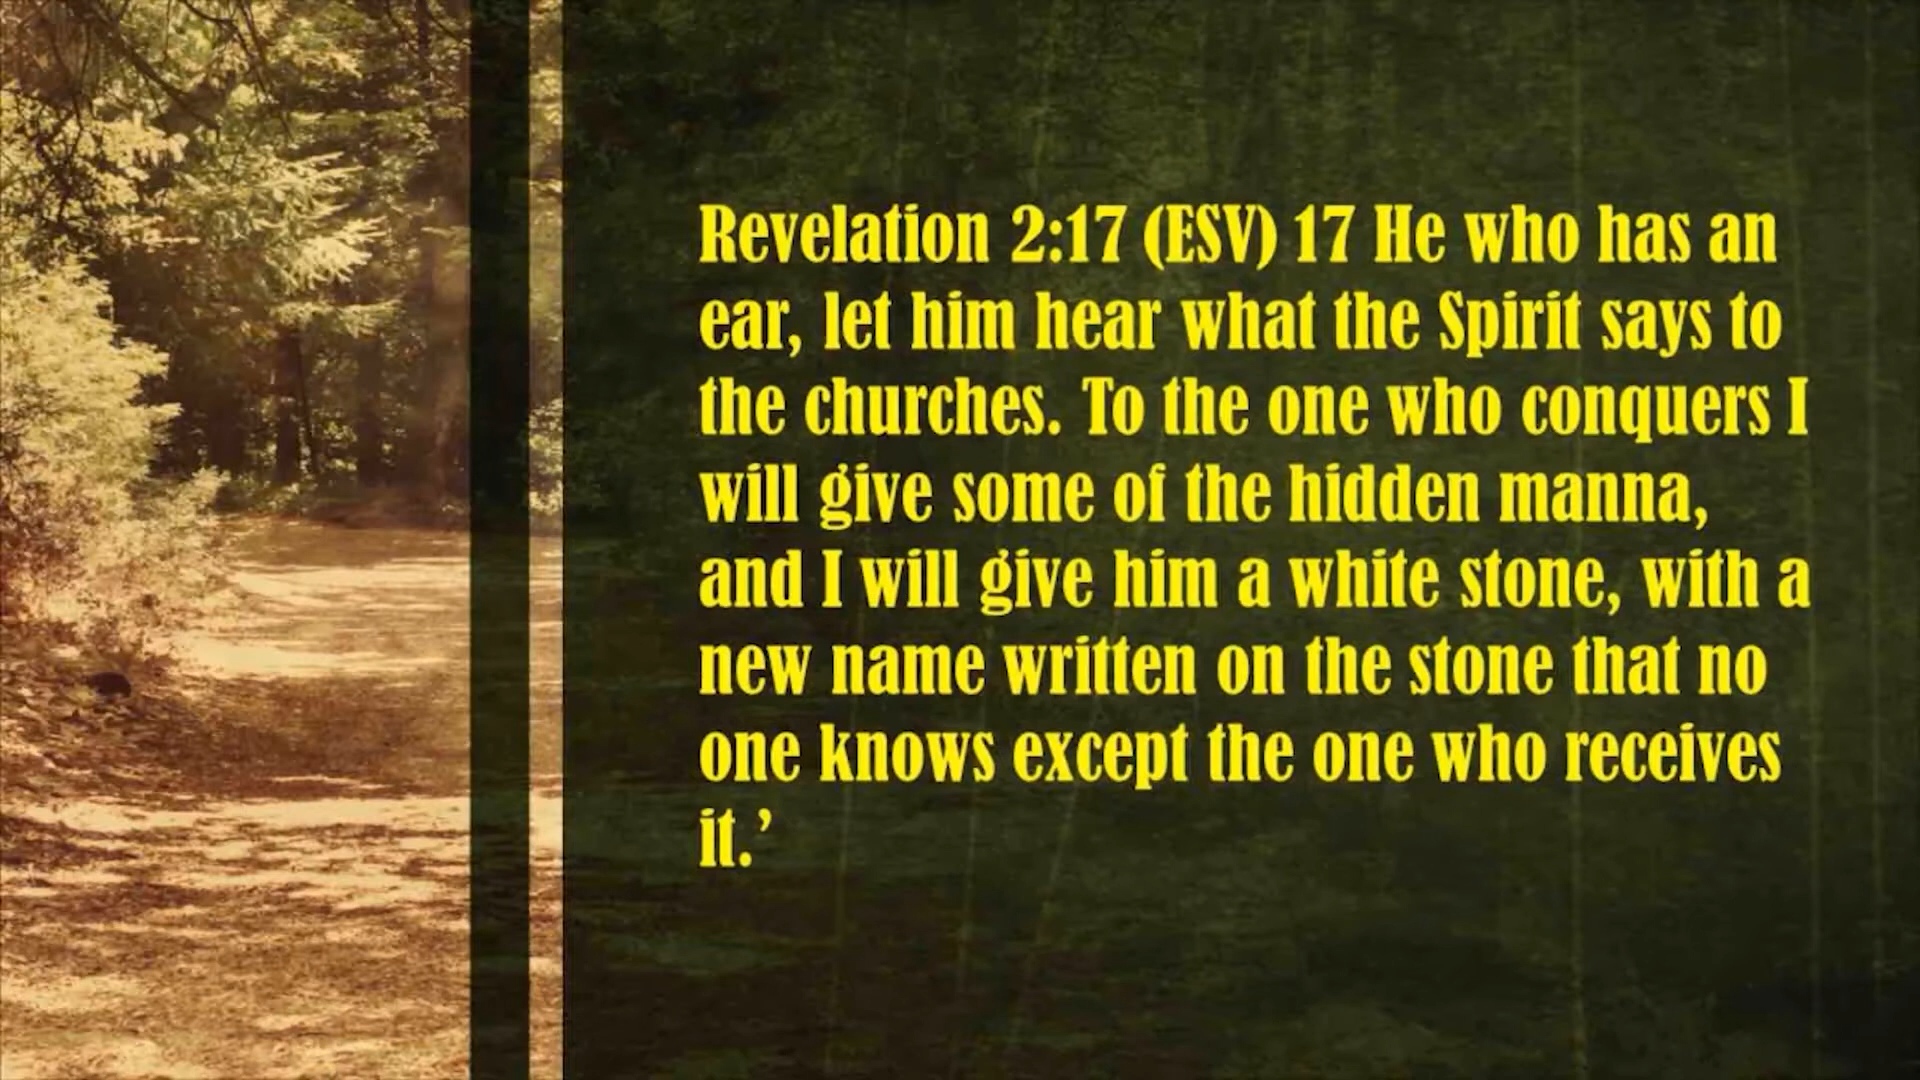 Revelation 2:17 (ESV) 17 He who has an
ear, let him hear what the Spirit says to
the churches. To the one who conquers I
will give some of the hidden manna,
and I will give him a white stone, with a
new name written on the stone that no
one knows except the one who receives
it.’